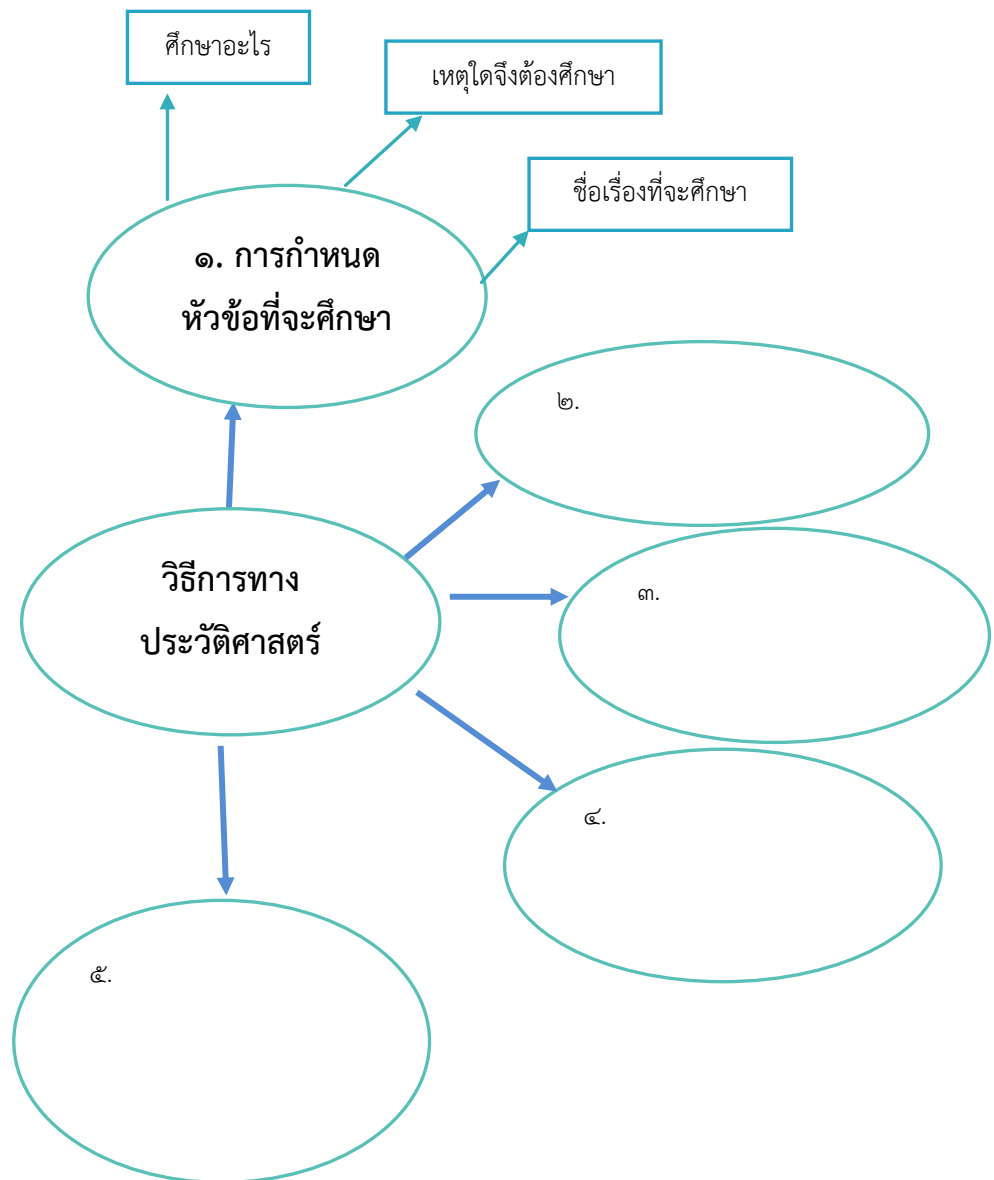 ศึกษาอะไร
เหตุใดจึงต้องศึกษา
ชื่อเรื่องที่จะศึกษา
๑. การกำหนด
หัวข้อที่จะศึกษา
๒.
วิธีการทาง
ประวัติศาสตร์
๓.
๔.
๕.